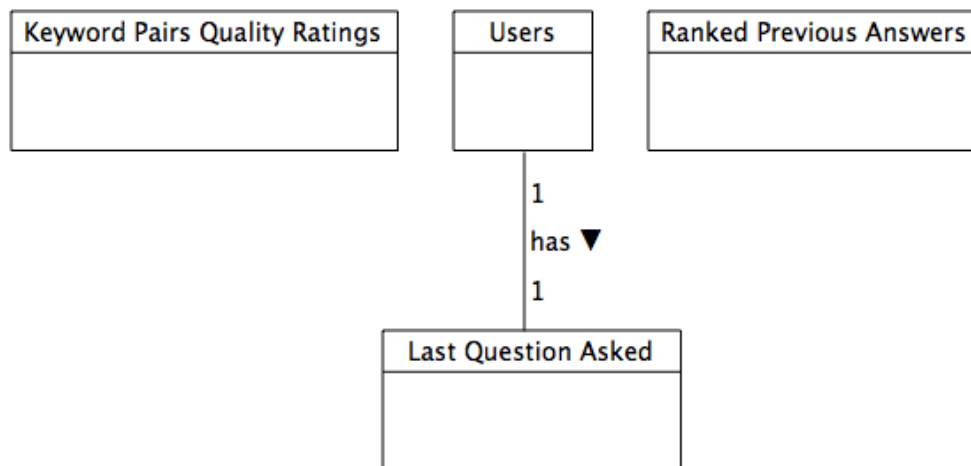 Keyword Pairs Quality Ratings
Users
Ranked Previous Answers
1
has ▼
1
Last Question Asked